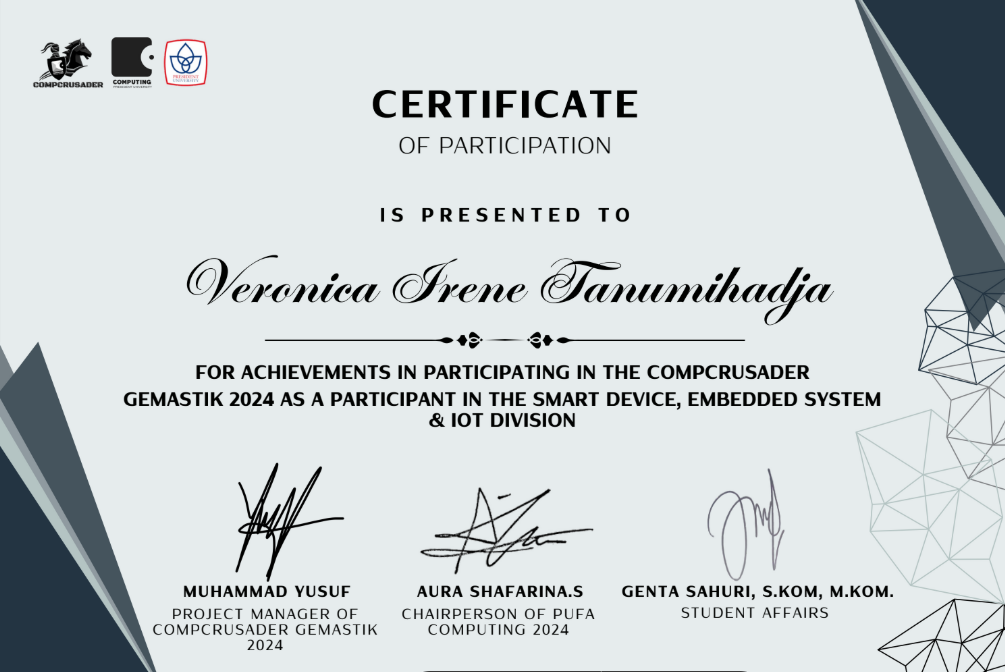 COMPCRUSADER
COMPUTING
PRESIDENT UNIVERSITY
PRESIDENT
UNIVERSITY
CERTIFICATE
OF PARTICIPATION
IS PRESENTED TO
Veronica Irene Tanumihadja
FOR ACHIEVEMENTS IN PARTICIPATING IN THE COMPCRUSADER
GEMASTIK 2024 AS A PARTICIPANT IN THE SMART DEVICE, EMBEDDED SYSTEM
& IOT DIVISION
MUHAMMAD YUSUF
PROJECT MANAGER OF
COMPCRUSADER GEMASTIK
2024
AURA SHAFARINA.S
CHAIRPERSON OF PUFA
COMPUTING 2024
GENTA SAHURI, S.KOM, M.KOM.
STUDENT AFFAIRS